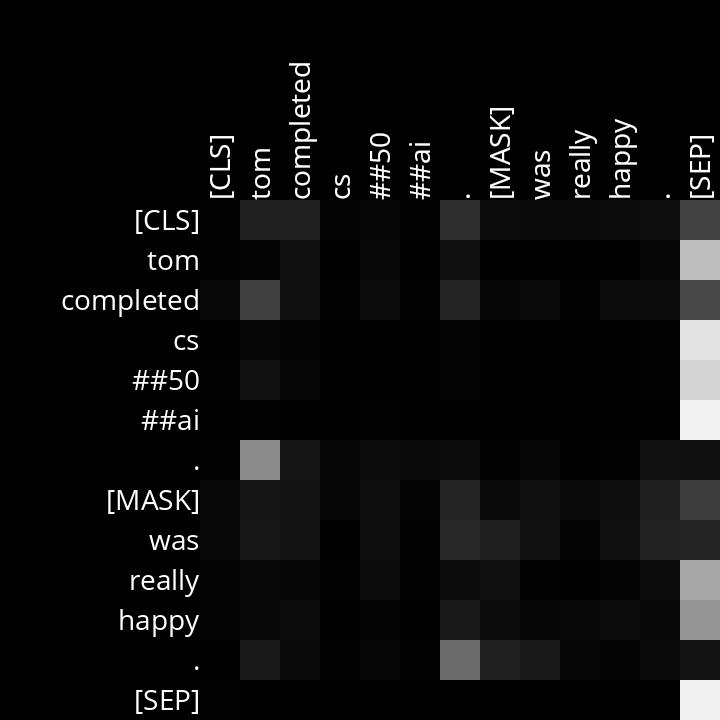 [CLS] tom completed cs ##50 ##ai . [MASK] was really happy . [SEP]
[CLS]
tom
completed
cs
##50
##ai
.
[MASK]
was
really
happy
.
[SEP]